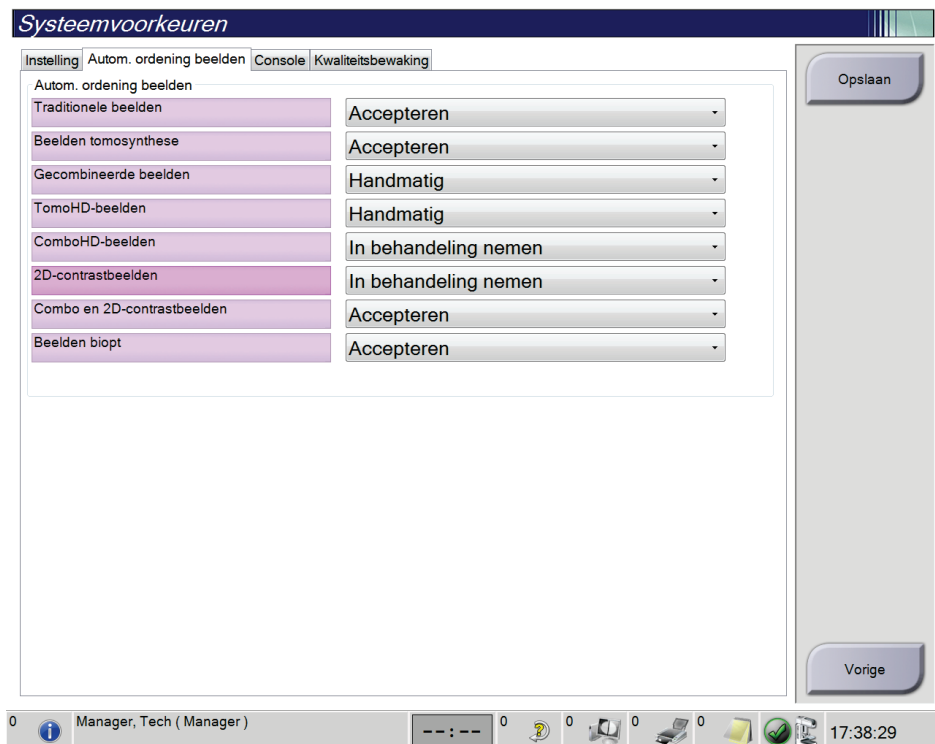 Systeemvoorkeuren
Instelling Autom. ordening beelden Console Kwaliteitsbewaking
Opslaan
Autom. ordening beelden
Traditionele beelden Accepteren
Beelden tomosynthese Accepteren
Gecombineerde beelden Handmatig
TomoHD-beelden Handmatig
ComboHD-beelden In behandeling nemen
2D-contrastbeelden In behandeling nemen
Combo en 2D-contrastbeelden Accepteren
Beelden biopt Accepteren
Vorige
0 Manager, Tech ( Manager ) --:-- 0 0 0 0 17:38:29